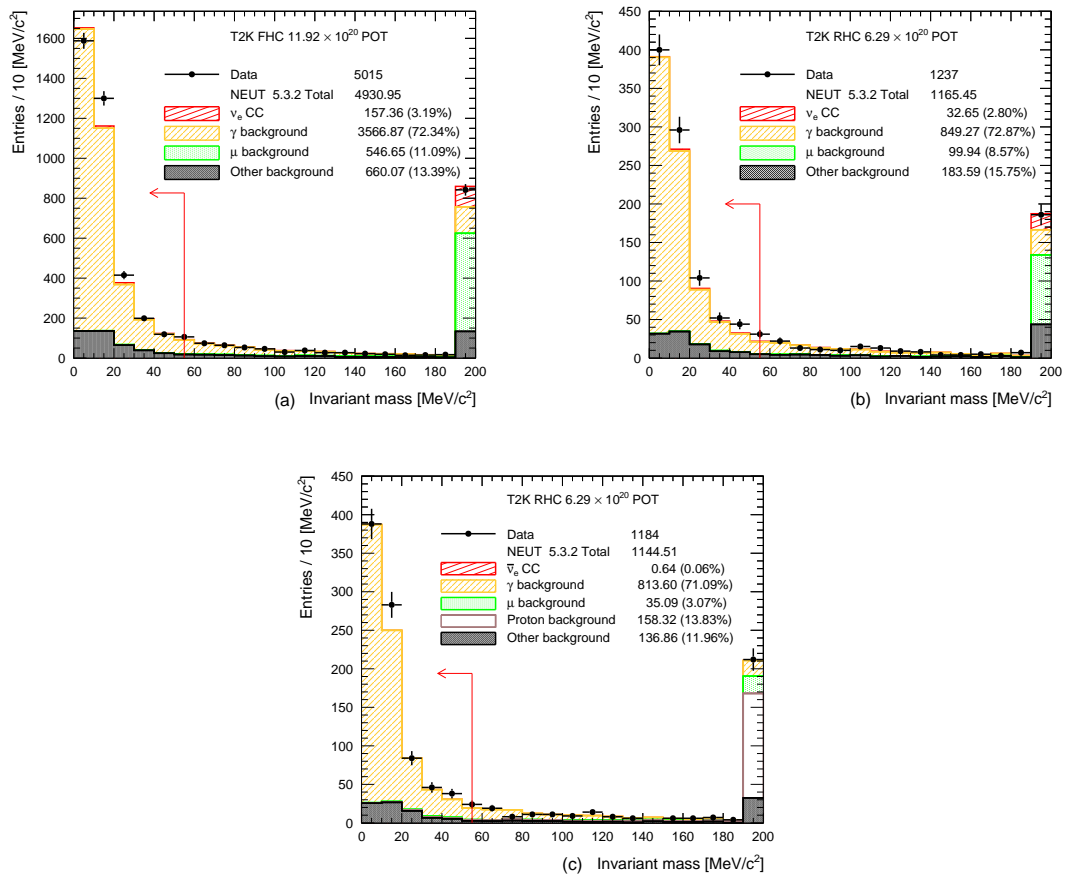 T2K FHC 11.92 × 10²⁰ POT
Data 5015
NEUT 5.3.2 Total 4930.95
νₑ CC 157.36 (3.19%)
γ background 3566.87 (72.34%)
μ background 546.65 (11.09%)
Other background 660.07 (13.39%)
Entries / 10 [MeV/c²]
1600
1400
1200
1000
800
600
400
200
0
0 20 40 60 80 100 120 140 160 180 200
(a) Invariant mass [MeV/c²]
T2K RHC 6.29 × 10²⁰ POT
Data 1237
NEUT 5.3.2 Total 1165.45
νₑ CC 32.65 (2.80%)
γ background 849.27 (72.87%)
μ background 99.94 (8.57%)
Other background 183.59 (15.75%)
Entries / 10 [MeV/c²]
450
400
350
300
250
200
150
100
50
0
0 20 40 60 80 100 120 140 160 180 200
(b) Invariant mass [MeV/c²]
T2K RHC 6.29 × 10²⁰ POT
Data 1184
NEUT 5.3.2 Total 1144.51
ν̅ₑ CC 0.64 (0.06%)
γ background 813.60 (71.09%)
μ background 35.09 (3.07%)
Proton background 158.32 (13.83%)
Other background 136.86 (11.96%)
Entries / 10 [MeV/c²]
450
400
350
300
250
200
150
100
50
0
0 20 40 60 80 100 120 140 160 180 200
(c) Invariant mass [MeV/c²]